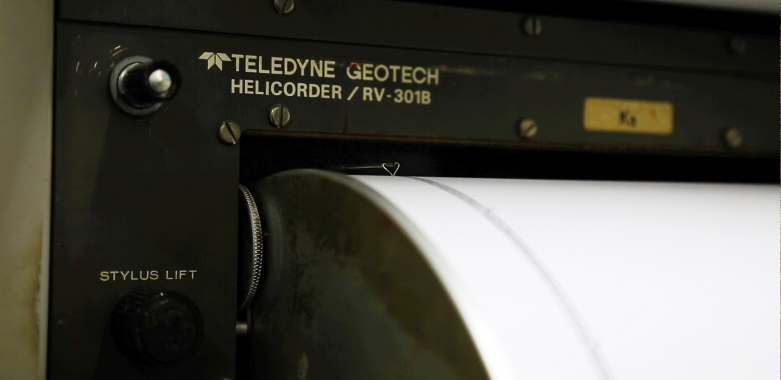 TELEDYNE GEOTECH
HELICORDER / RV-301B
STYLUS LIFT